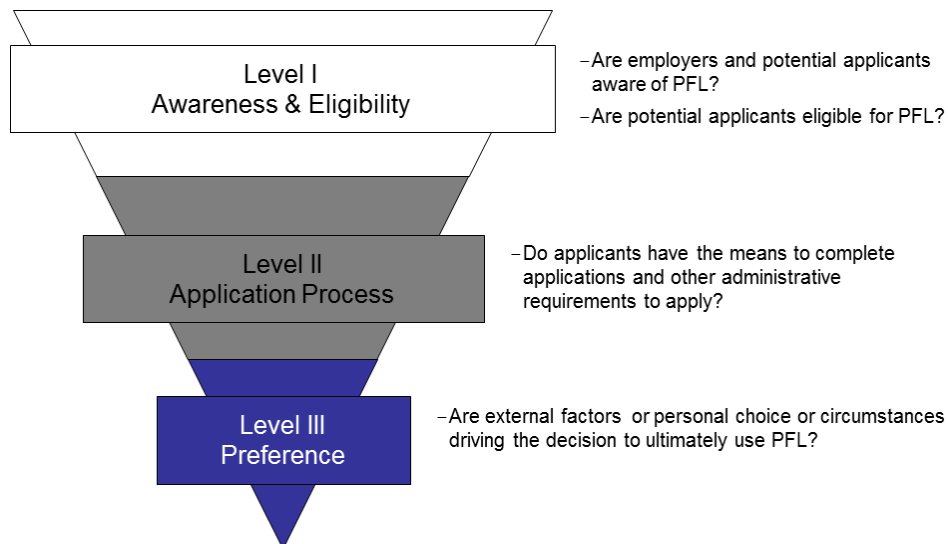 Level I
Awareness & Eligibility
–Are employers and potential applicants
aware of PFL?
–Are potential applicants eligible for PFL?
Level II
Application Process
–Do applicants have the means to complete
applications and other administrative
requirements to apply?
Level III
Preference
–Are external factors or personal choice or circumstances
driving the decision to ultimately use PFL?